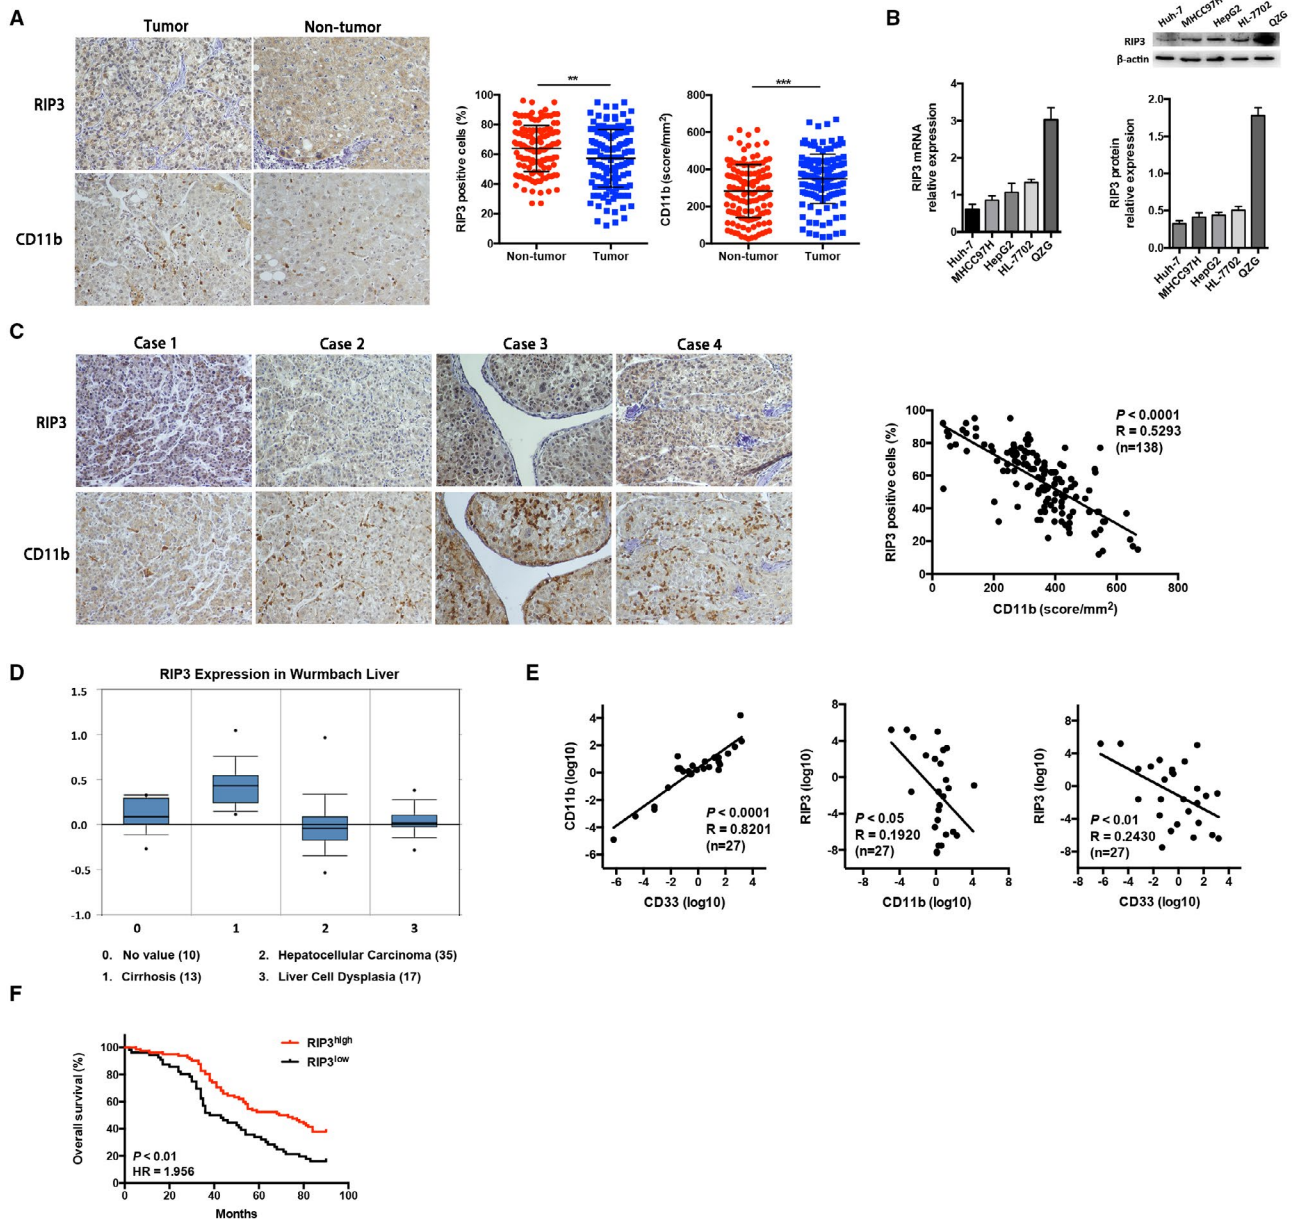 A
Tumor
Non-tumor
RIP3
CD11b
**
RIP3 positive cells (%)
100
80
60
40
20
0
Non-tumor
Tumor
***
CD11b (score/mm²)
800
600
400
200
0
Non-tumor
Tumor
B
Huh-7
MHCC97H
HepG2
HL-7702
QZG
RIP3
β-actin
RIP3 mRNA
relative expression
4
3
2
1
0
Huh-7
MHCC97H
HepG2
HL-7702
QZG
RIP3 protein
relative expression
2.0
1.5
1.0
0.5
0.0
Huh-7
MHCC97H
HepG2
HL-7702
QZG
C
Case 1
Case 2
Case 3
Case 4
RIP3
CD11b
RIP3 positive cells (%)
100
80
60
40
20
0
P < 0.0001
R = 0.5293
(n=138)
0
200
400
600
800
CD11b (score/mm²)
D
RIP3 Expression in Wurmbach Liver
1.5
1.0
0.5
0.0
-0.5
-1.0
0
1
2
3
0. No value (10)
2. Hepatocellular Carcinoma (35)
1. Cirrhosis (13)
3. Liver Cell Dysplasia (17)
E
CD11b (log10)
4
2
0
-2
-4
-6
P < 0.0001
R = 0.8201
(n=27)
-6
-4
-2
0
2
4
CD33 (log10)
RIP3 (log10)
8
4
0
-4
-8
P < 0.05
R = 0.1920
(n=27)
-8
-4
0
4
8
CD11b (log10)
RIP3 (log10)
8
4
0
-4
-8
P < 0.01
R = 0.2430
(n=27)
-8
-6
-4
-2
0
2
4
CD33 (log10)
F
Overall survival (%)
100
80
60
40
20
0
RIP3high
RIP3low
P < 0.01
HR = 1.956
0
20
40
60
80
100
Months